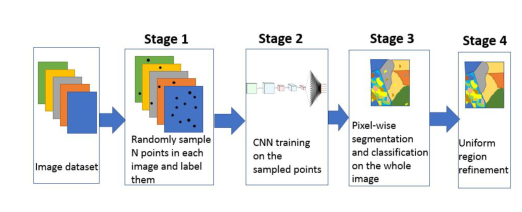 Stage 1
Stage 2
Stage 3
Stage 4
Image dataset
Randomly sample
N points in each
image and label
them
CNN training
on the
sampled points
Pixel-wise
segmentation
and classification
on the whole
image
Uniform
region
refinement